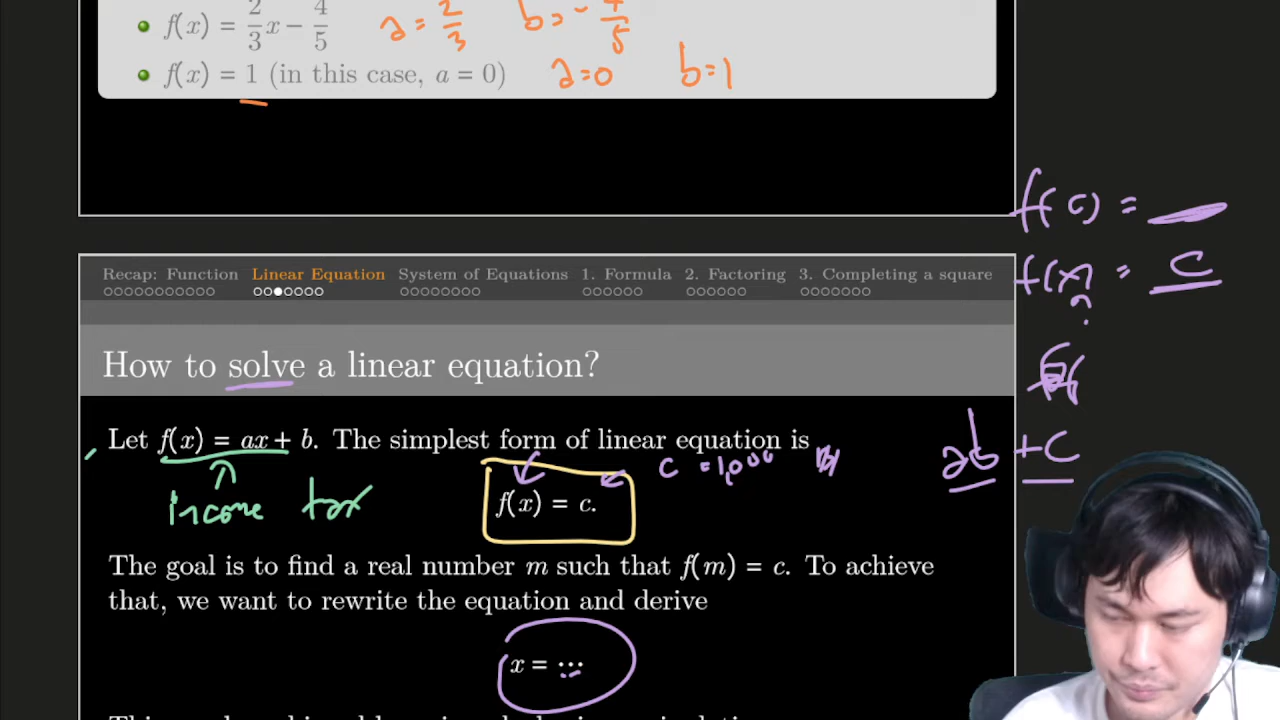 f(x) = 2/3 x − 4/5 a = 2/3 b = - 4/5
f(x) = 1 (in this case, a = 0) a = 0 b = 1
f(c) =
f(x) = c
?
Recap: Function Linear Equation System of Equations 1. Formula 2. Factoring 3. Completing a square
How to solve a linear equation?
Let f(x) = ax + b. The simplest form of linear equation is
c = 1,000
+C
income tax
f(x) = c.
The goal is to find a real number m such that f(m) = c. To achieve
that, we want to rewrite the equation and derive
x = ...